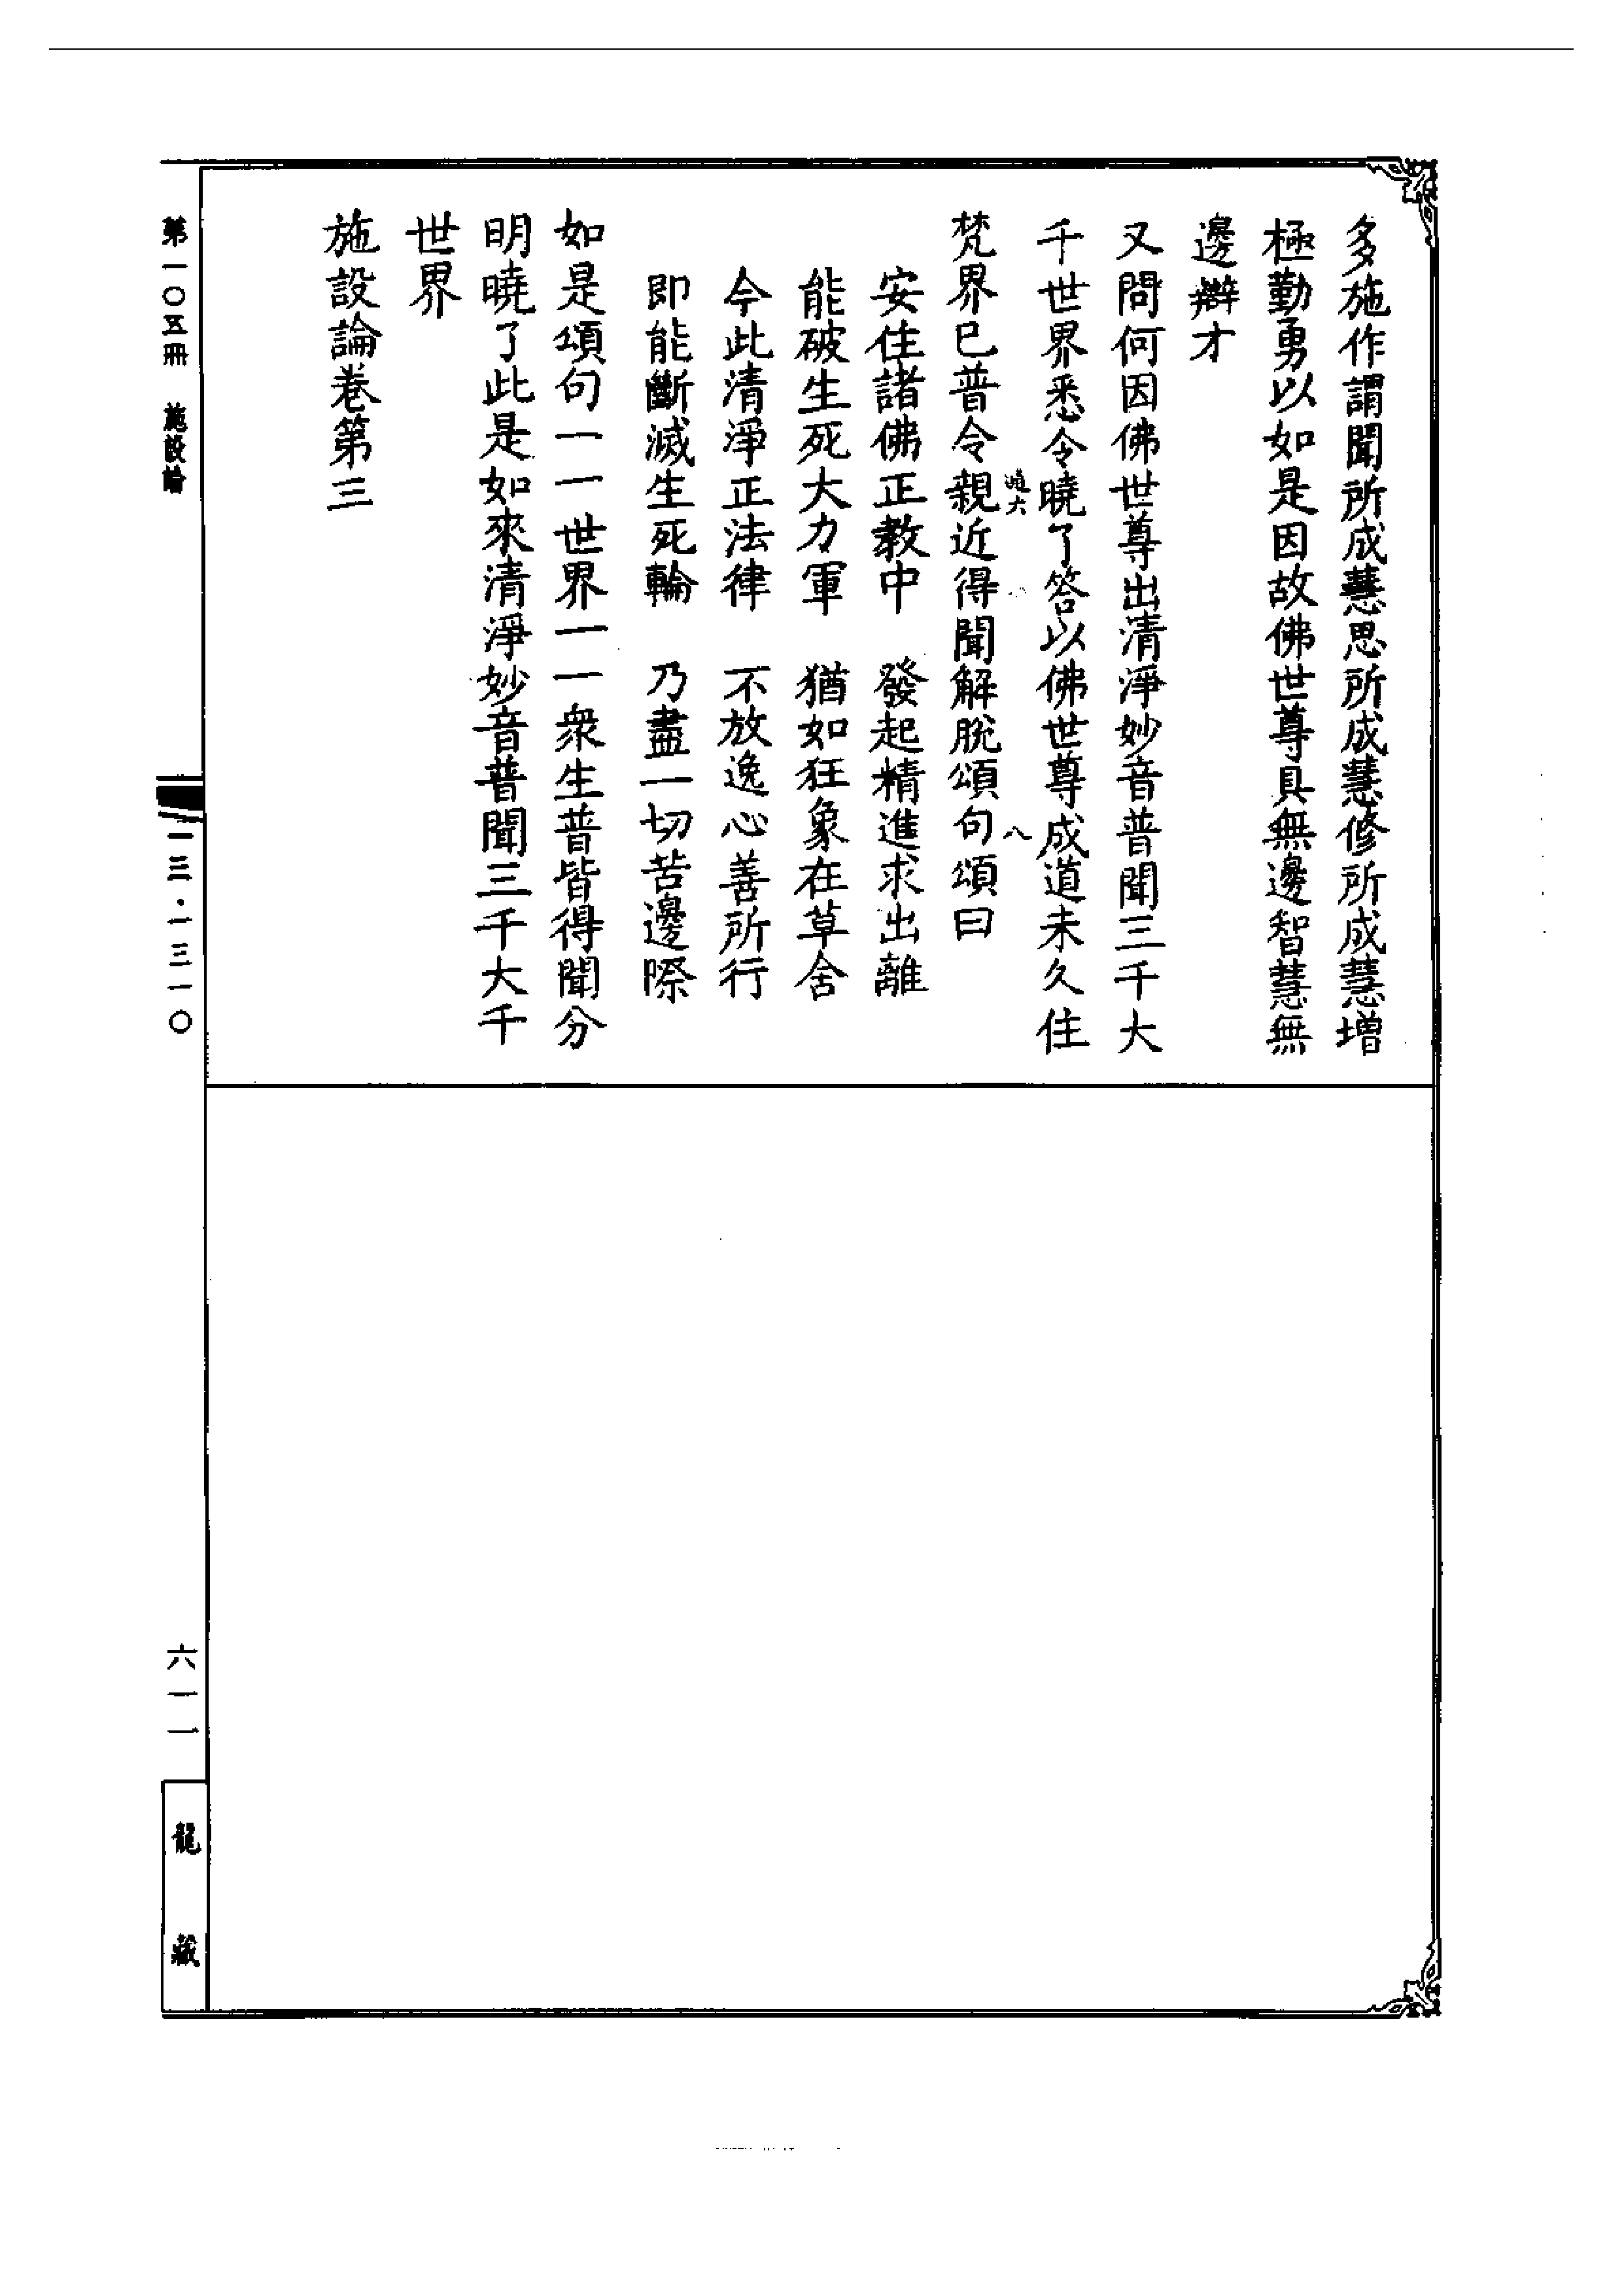 多施作謂聞所成慧思所成慧修所成慧增
極勤勇以如是因故佛世尊具無邊智慧無
邊辯才
又問何因佛世尊出清淨妙音普聞三千大
千世界悉令曉了答以佛世尊成道未久住
八
梵界已普令親近得聞解脫頌句頌曰
安住諸佛正教中　發起精進求出離
能破生死大力軍　猶如狂象在草舍
今此清淨正法律　不放逸心善所行
即能斷滅生死輪　乃盡一切苦邊際
如是頌句一一世界一一衆生普皆得聞分
明曉了此是如來清淨妙音普聞三千大千
世界
施設論卷第三
第一〇五冊　施設論
一三·一三一〇
六一一
龍藏